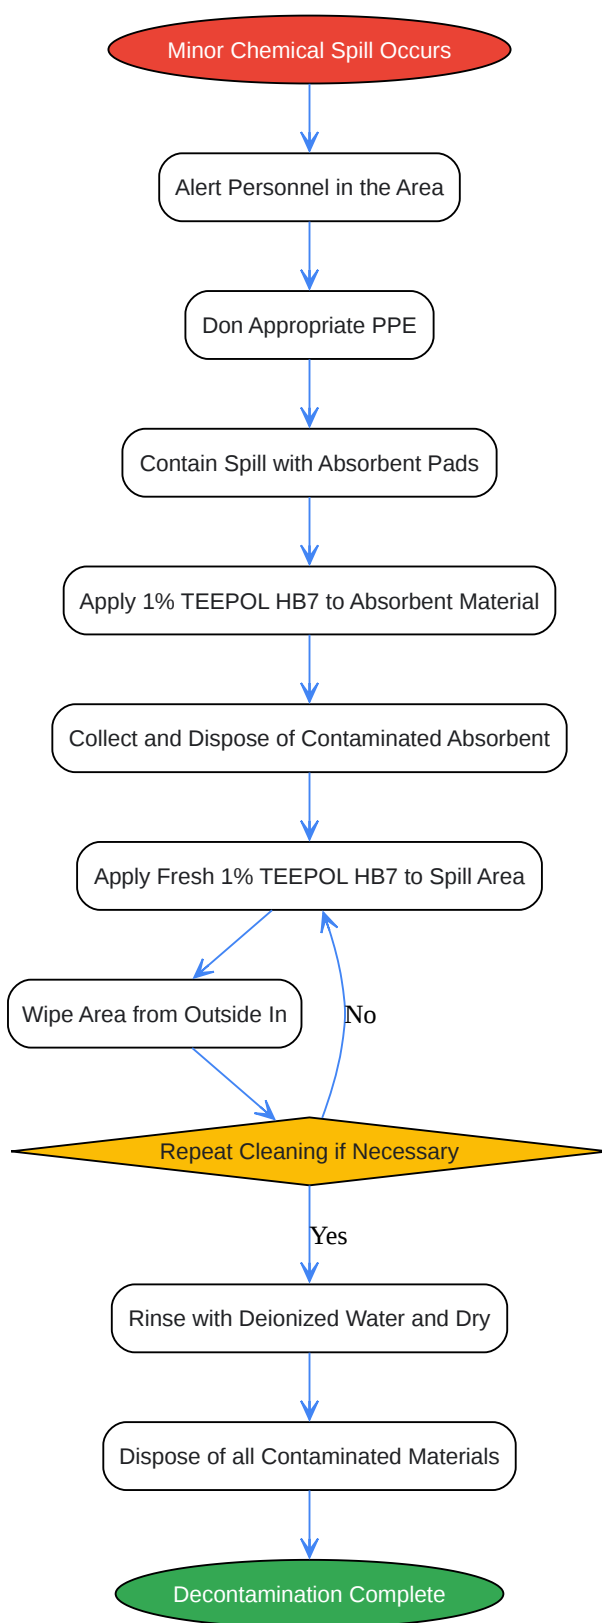 Minor Chemical Spill Occurs
Alert Personnel in the Area
Don Appropriate PPE
Contain Spill with Absorbent Pads
Apply 1% TEEPOL HB7 to Absorbent Material
Collect and Dispose of Contaminated Absorbent
Apply Fresh 1% TEEPOL HB7 to Spill Area
Wipe Area from Outside In
No
Repeat Cleaning if Necessary
Yes
Rinse with Deionized Water and Dry
Dispose of all Contaminated Materials
Decontamination Complete